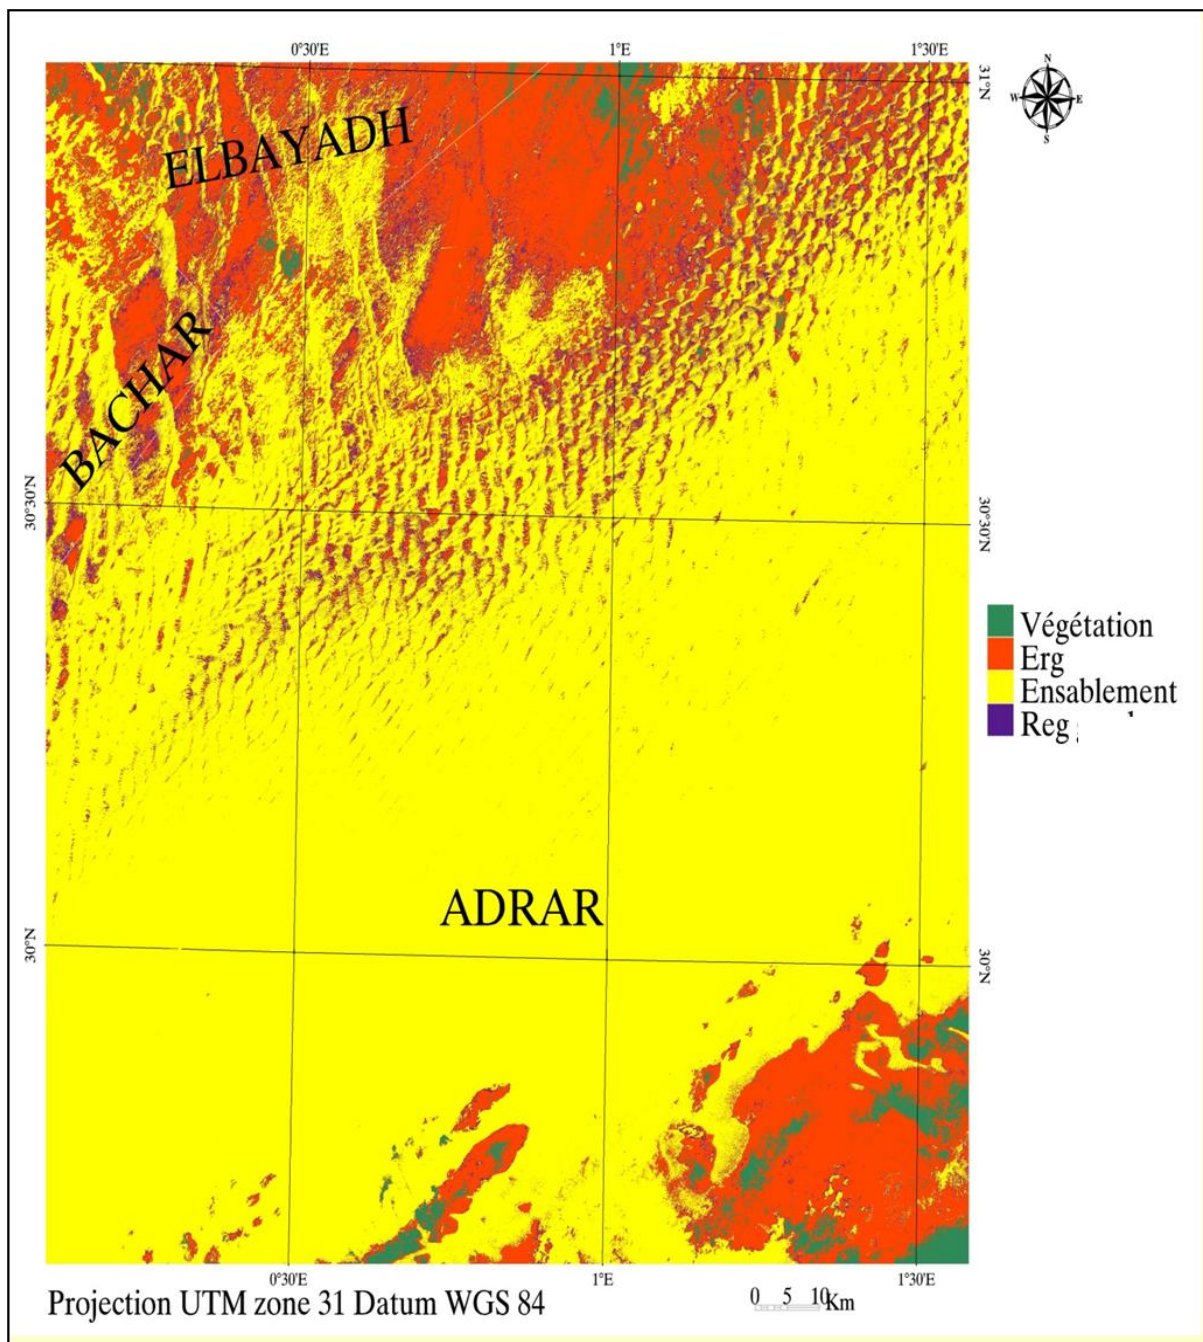 0°30'E 1°E 1°30'E
31°N
N
W E
S
ELBAYADH
BACHAR
30°30'N 30°30'N
Végétation
Erg
Ensablement
Reg
ADRAR
30°N 30°N
0°30'E 1°E 1°30'E
Projection UTM zone 31 Datum WGS 84
0 5 10 Km